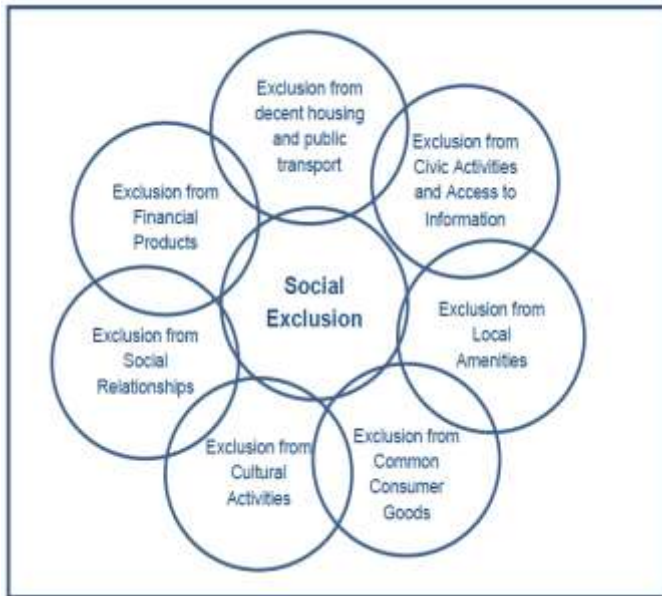 Exclusion from
decent housing
and public
transport
Exclusion from
Civic Activities
and Access to
Information
Exclusion from
Financial
Products
Social
Exclusion
Exclusion from
Local
Amenities
Exclusion from
Social
Relationships
Exclusion from
Cultural
Activities
Exclusion from
Common
Consumer
Goods